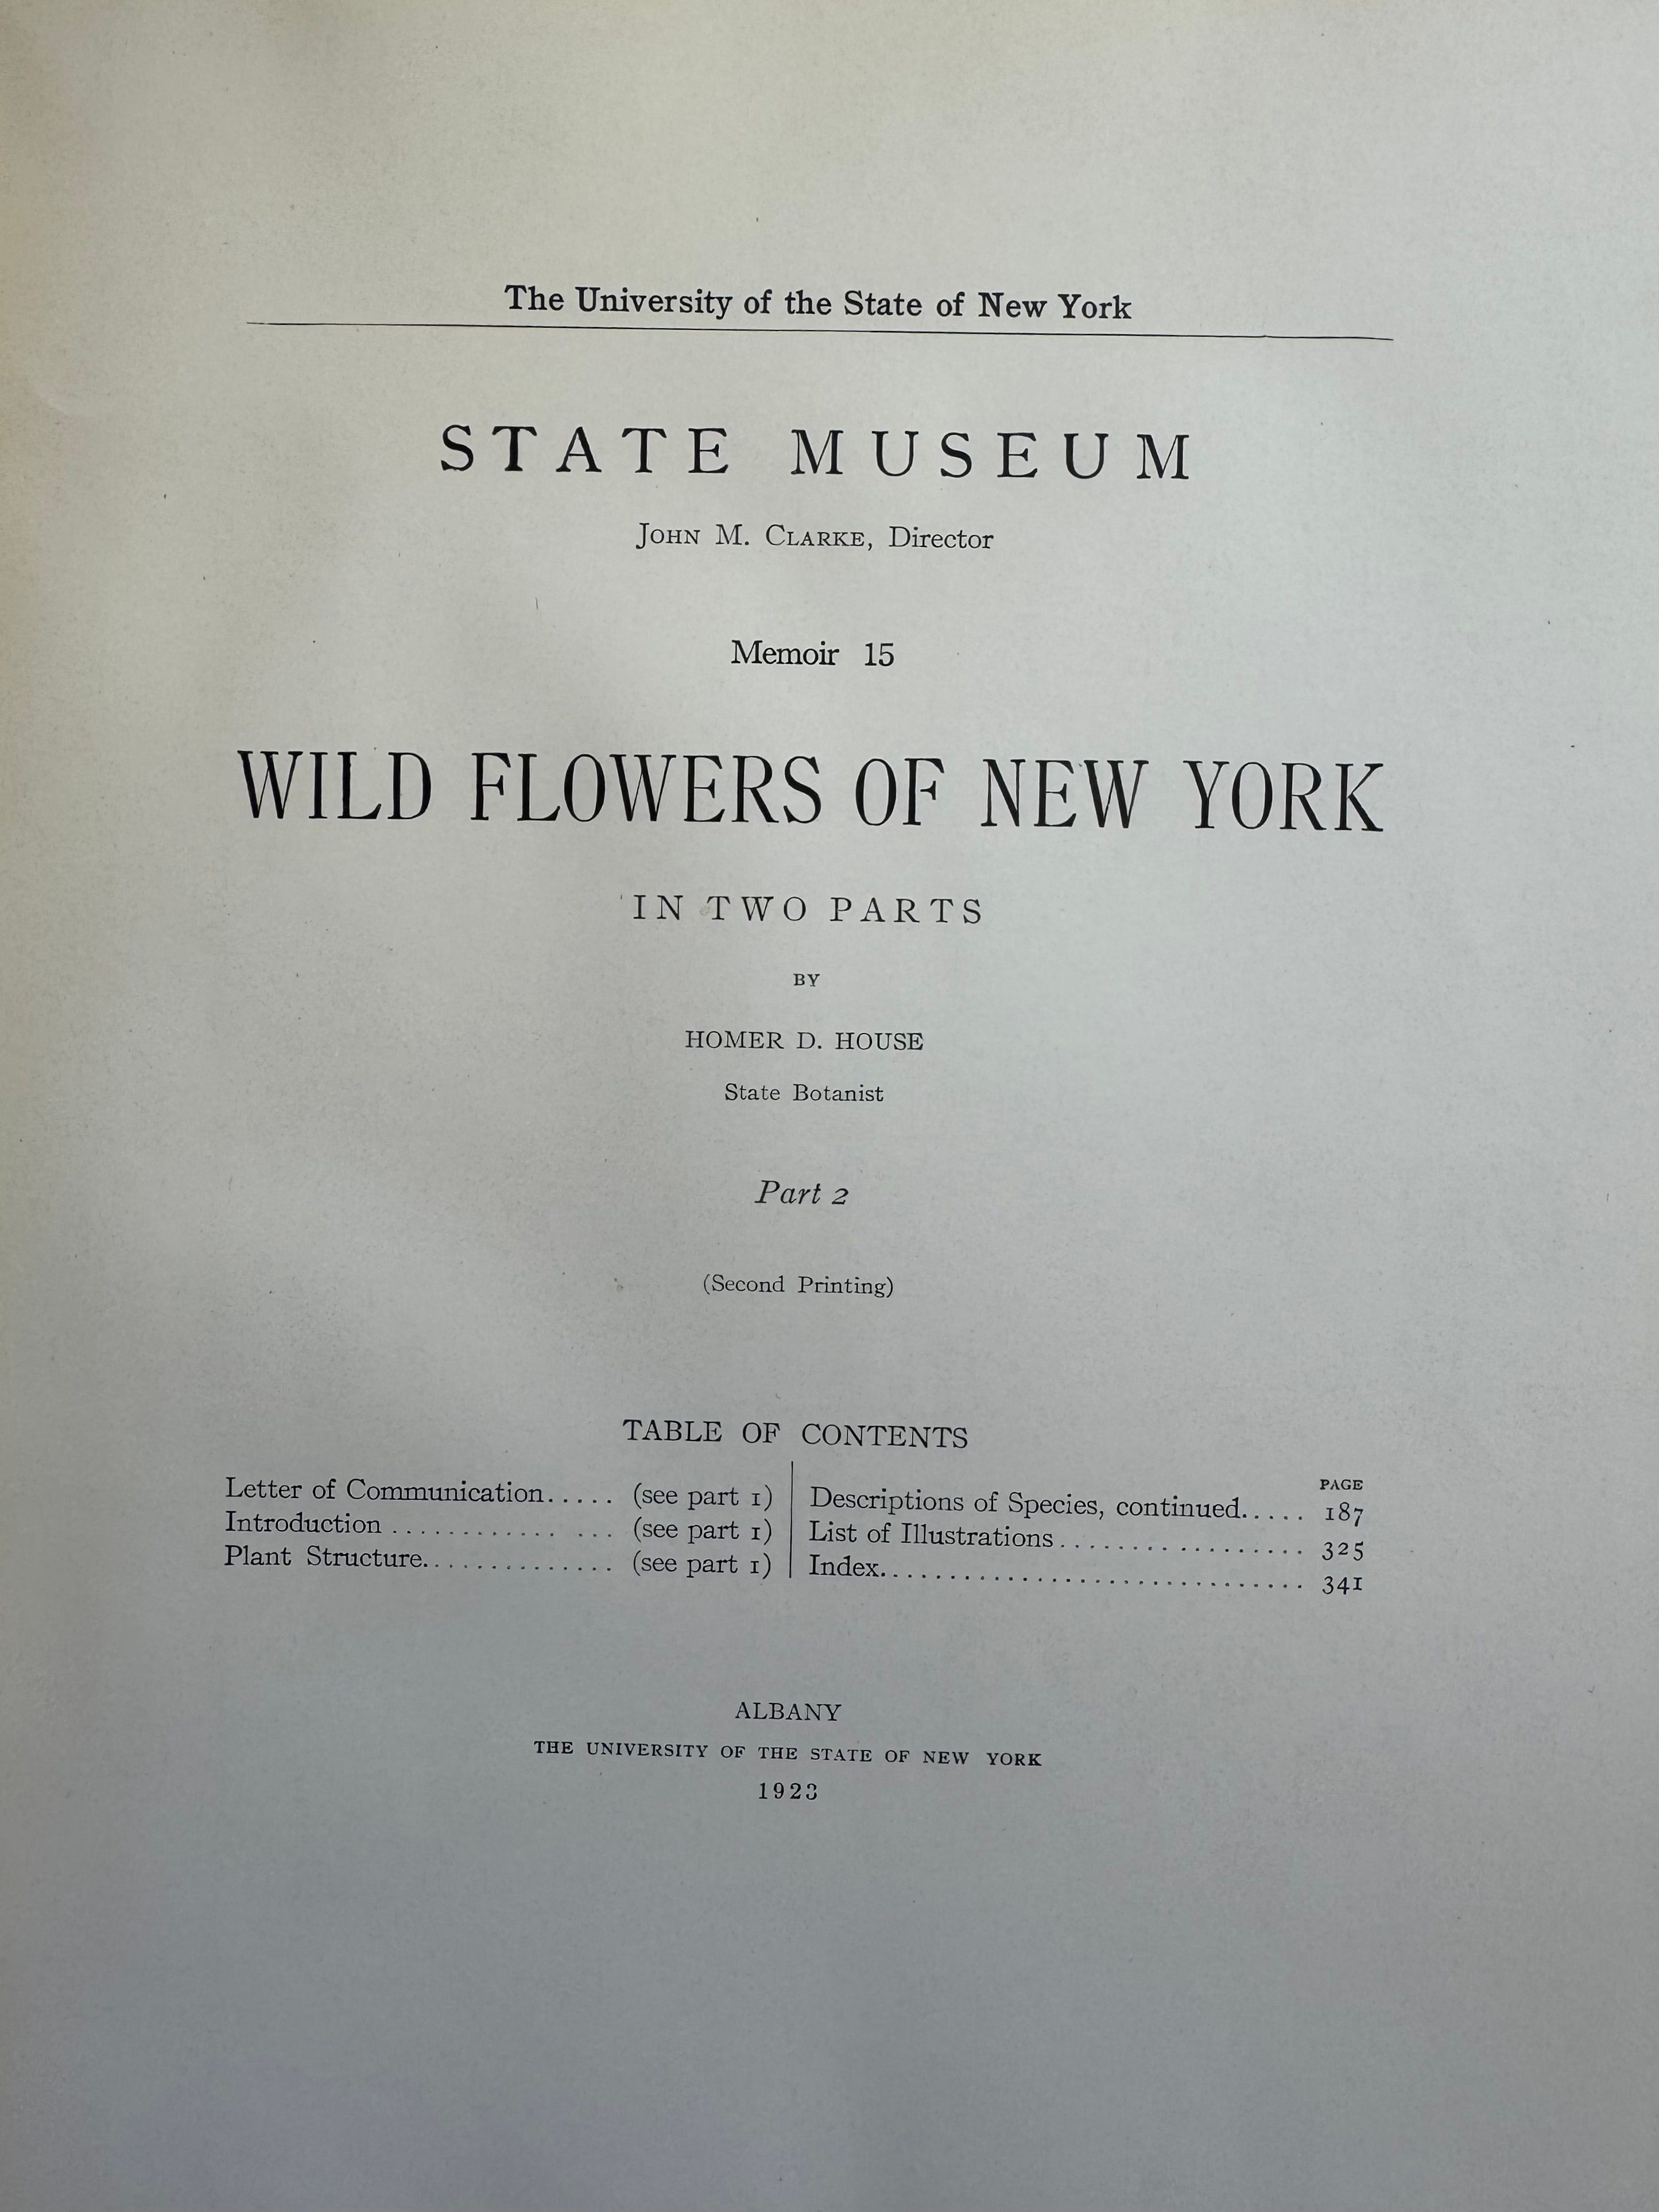 The University of the State of New York
STATE MUSEUM
John M. Clarke, Director
Memoir 15
WILD FLOWERS OF NEW YORK
IN TWO PARTS
BY
HOMER D. HOUSE
State Botanist
Part 2
(Second Printing)
TABLE OF CONTENTS
Letter of Communication..... (see part 1)
Introduction ............ ... (see part 1)
Plant Structure.............. (see part 1)
PAGE
Descriptions of Species, continued..... 187
List of Illustrations................. 325
Index............................... 341
ALBANY
THE UNIVERSITY OF THE STATE OF NEW YORK
1923